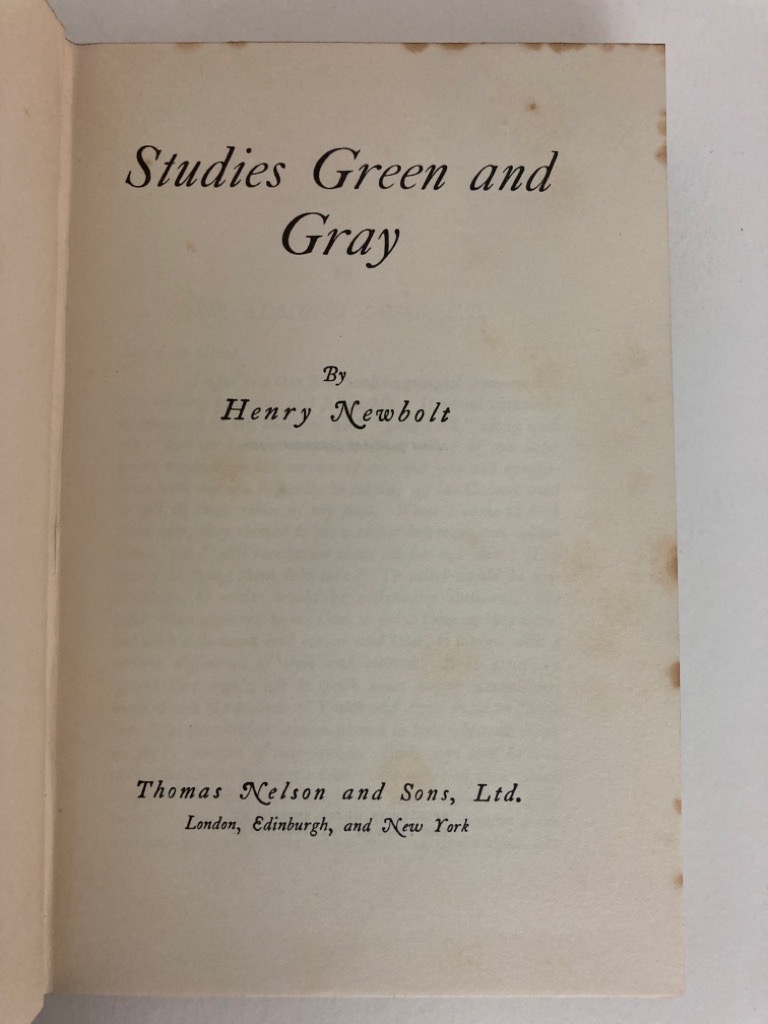 Studies Green and
Gray
By
Henry Newbolt
Thomas Nelson and Sons, Ltd.
London, Edinburgh, and New York